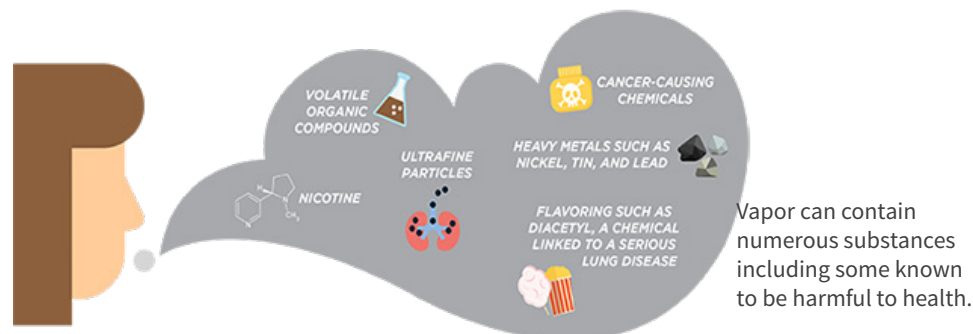 VOLATILE
ORGANIC
COMPOUNDS
CANCER-CAUSING
CHEMICALS
ULTRAFINE
PARTICLES
HEAVY METALS SUCH AS
NICKEL, TIN, AND LEAD
H
N
CH3
N
NICOTINE
FLAVORING SUCH AS
DIACETYL, A CHEMICAL
LINKED TO A SERIOUS
LUNG DISEASE
Vapor can contain
numerous substances
including some known
to be harmful to health.